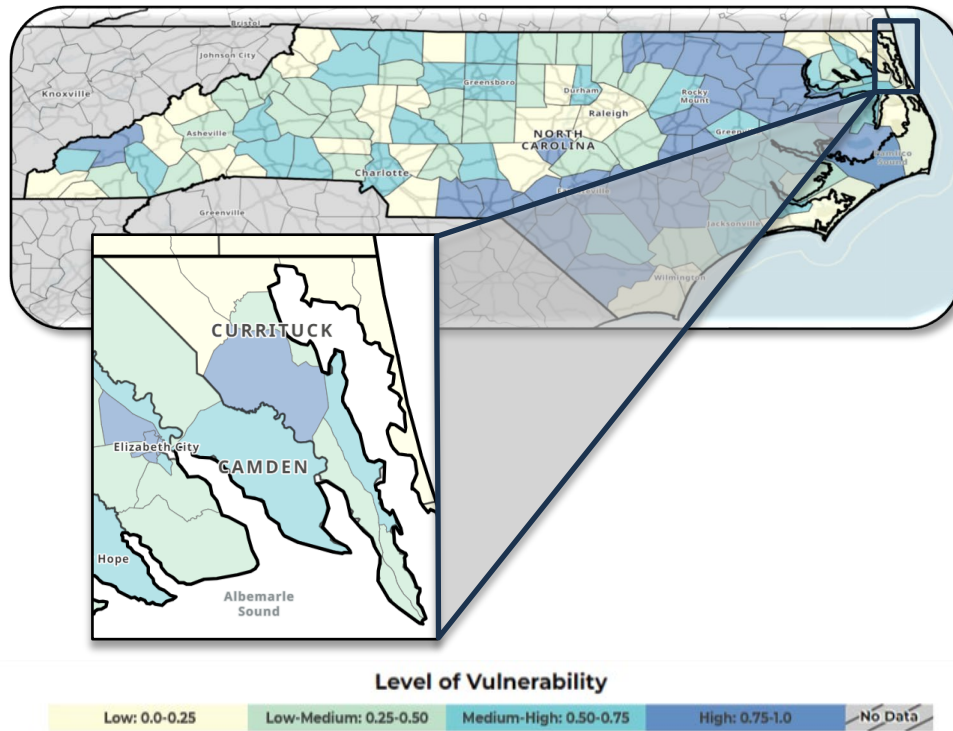 Bristol
Johnson City
Knoxville
Greensboro
Durham
Rocky
Mount
Raleigh
Asheville
NORTH
CAROLINA
Charlotte
Pamlico
Sound
Greenville
Jacksonville
Wilmington
CURRITUCK
Elizabeth City
CAMDEN
Hope
Albemarle
Sound
Level of Vulnerability
Low: 0.0-0.25
Low-Medium: 0.25-0.50
Medium-High: 0.50-0.75
High: 0.75-1.0
No Data